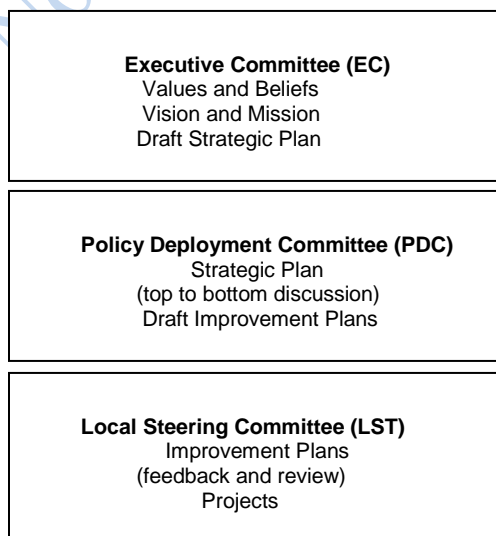 Executive Committee (EC)
Values and Beliefs
Vision and Mission
Draft Strategic Plan
Policy Deployment Committee (PDC)
Strategic Plan
(top to bottom discussion)
Draft Improvement Plans
Local Steering Committee (LST)
Improvement Plans
(feedback and review)
Projects